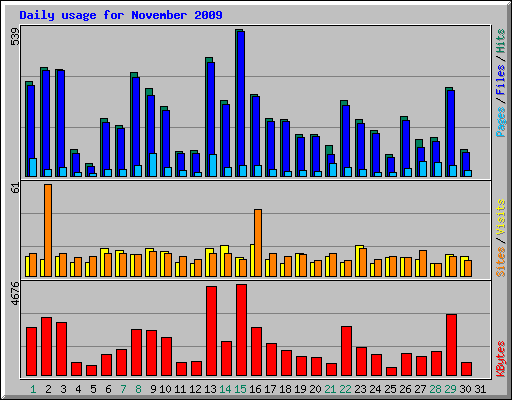 Daily usage for November 2009
539
Pages / Files / Hits
61
Sites / Visits
4676
KBytes
1 2 3 4 5 6 7 8 9 10 11 12 13 14 15 16 17 18 19 20 21 22 23 24 25 26 27 28 29 30 31